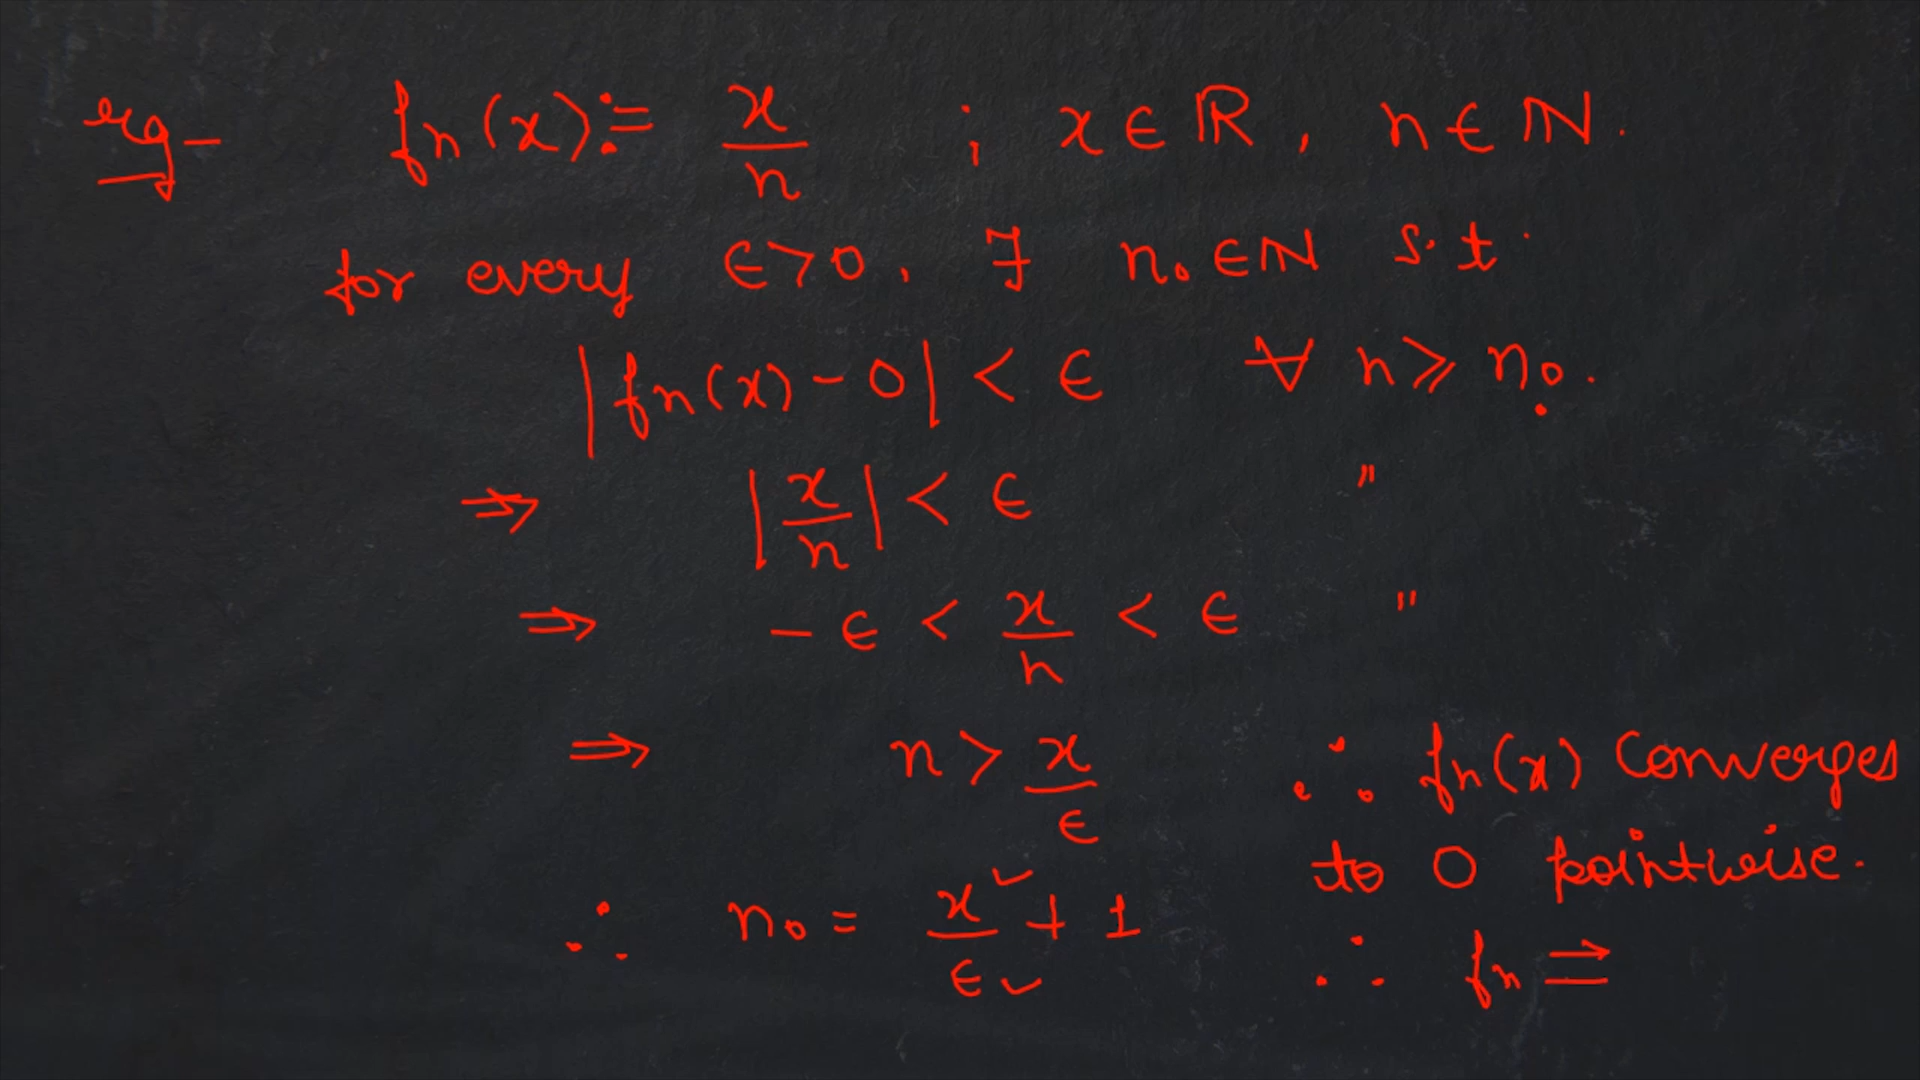 eg - fn(x) := x/n ; x ∈ ℝ, n ∈ ℕ.
for every ϵ>0, ∃ n₀ ∈ ℕ s.t.
|fn(x) - 0| < ϵ ∀ n ≥ n₀.
⇒ |x/n| < ϵ "
⇒ -ϵ < x/n < ϵ "
⇒ n > x/ϵ
∴ n₀ = x/ϵ + 1
∴ fn(x) converges
to 0 pointwise.
∴ fn ⇉